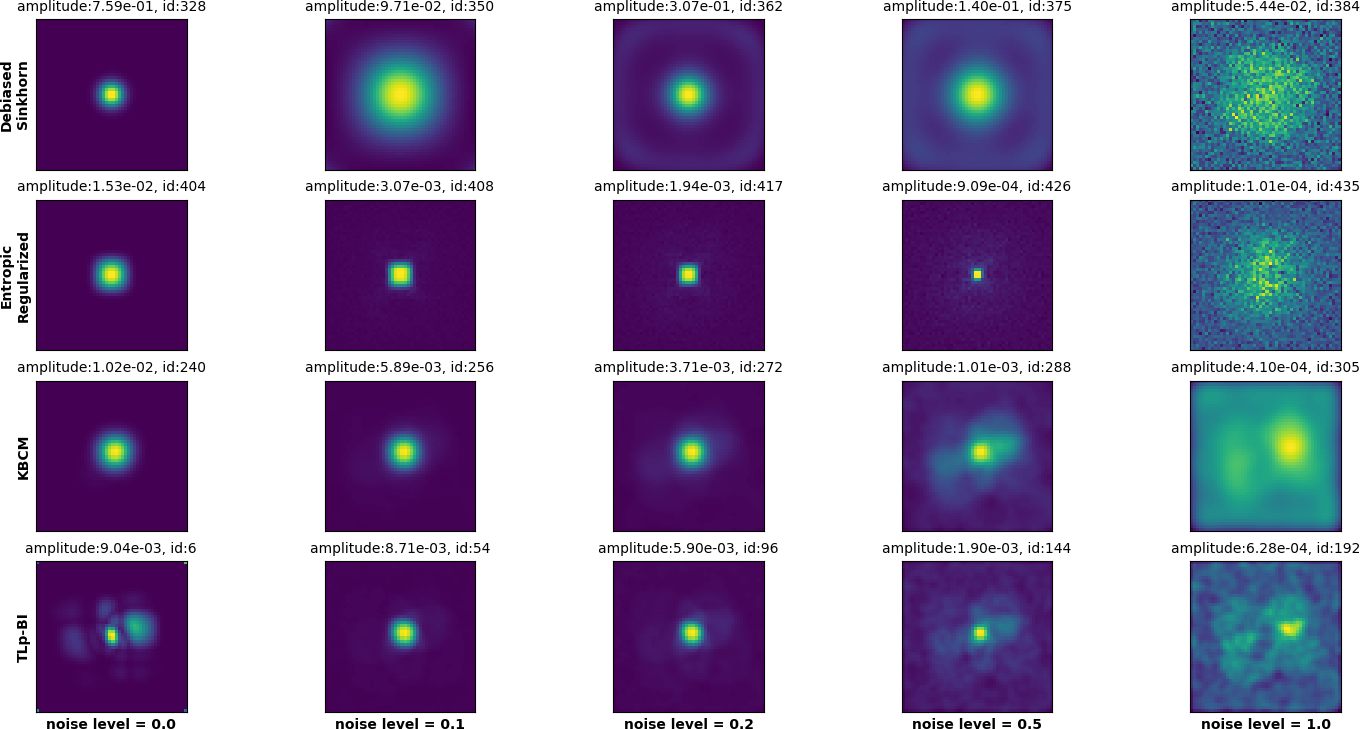 amplitude:7.59e-01, id:328
amplitude:9.71e-02, id:350
amplitude:3.07e-01, id:362
amplitude:1.40e-01, id:375
amplitude:5.44e-02, id:384
Debiased
Sinkhorn
amplitude:1.53e-02, id:404
amplitude:3.07e-03, id:408
amplitude:1.94e-03, id:417
amplitude:9.09e-04, id:426
amplitude:1.01e-04, id:435
Entropic
Regularized
amplitude:1.02e-02, id:240
amplitude:5.89e-03, id:256
amplitude:3.71e-03, id:272
amplitude:1.01e-03, id:288
amplitude:4.10e-04, id:305
KBCM
amplitude:9.04e-03, id:6
amplitude:8.71e-03, id:54
amplitude:5.90e-03, id:96
amplitude:1.90e-03, id:144
amplitude:6.28e-04, id:192
TLp-BI
noise level = 0.0
noise level = 0.1
noise level = 0.2
noise level = 0.5
noise level = 1.0